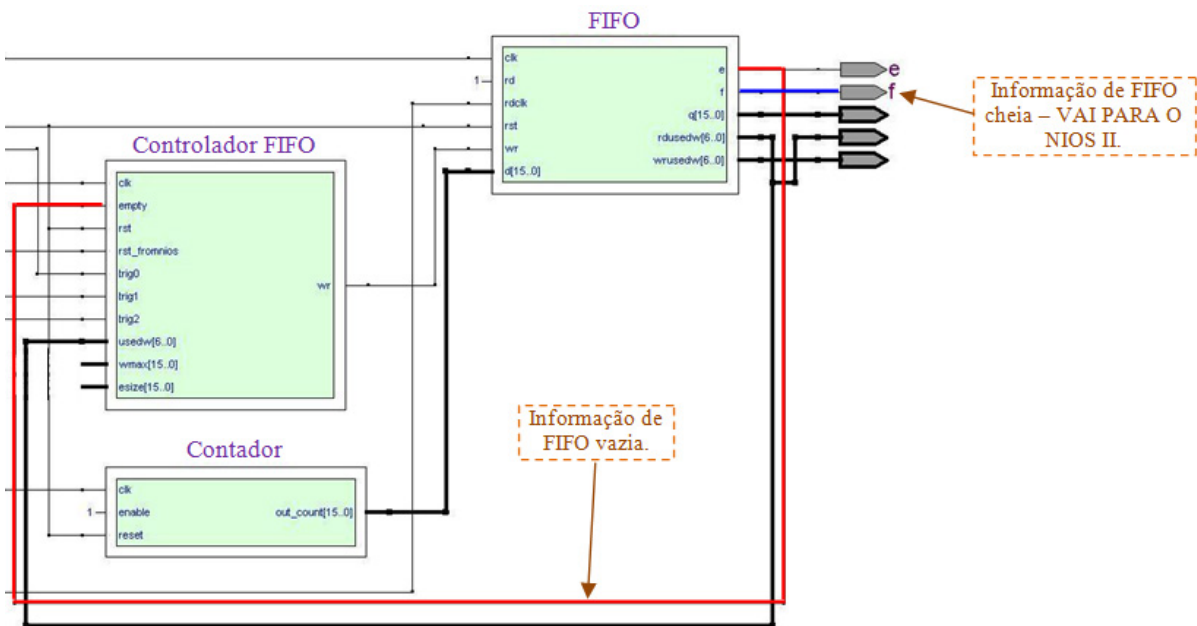 FIFO
clk
1
rd
rdclk
rst
wr
d[15..0]
e
f
q[15..0]
rdusedw[6..0]
wrusedw[6..0]
e
f
Informação de FIFO
cheia – VAI PARA O
NIOS II.
Controlador FIFO
clk
empty
rst
rst_fromnios
trig0
trig1
trig2
usedw[6..0]
wmax[15..0]
esize[15..0]
wr
Informação de
FIFO vazia.
Contador
clk
1
enable
reset
out_count[15..0]